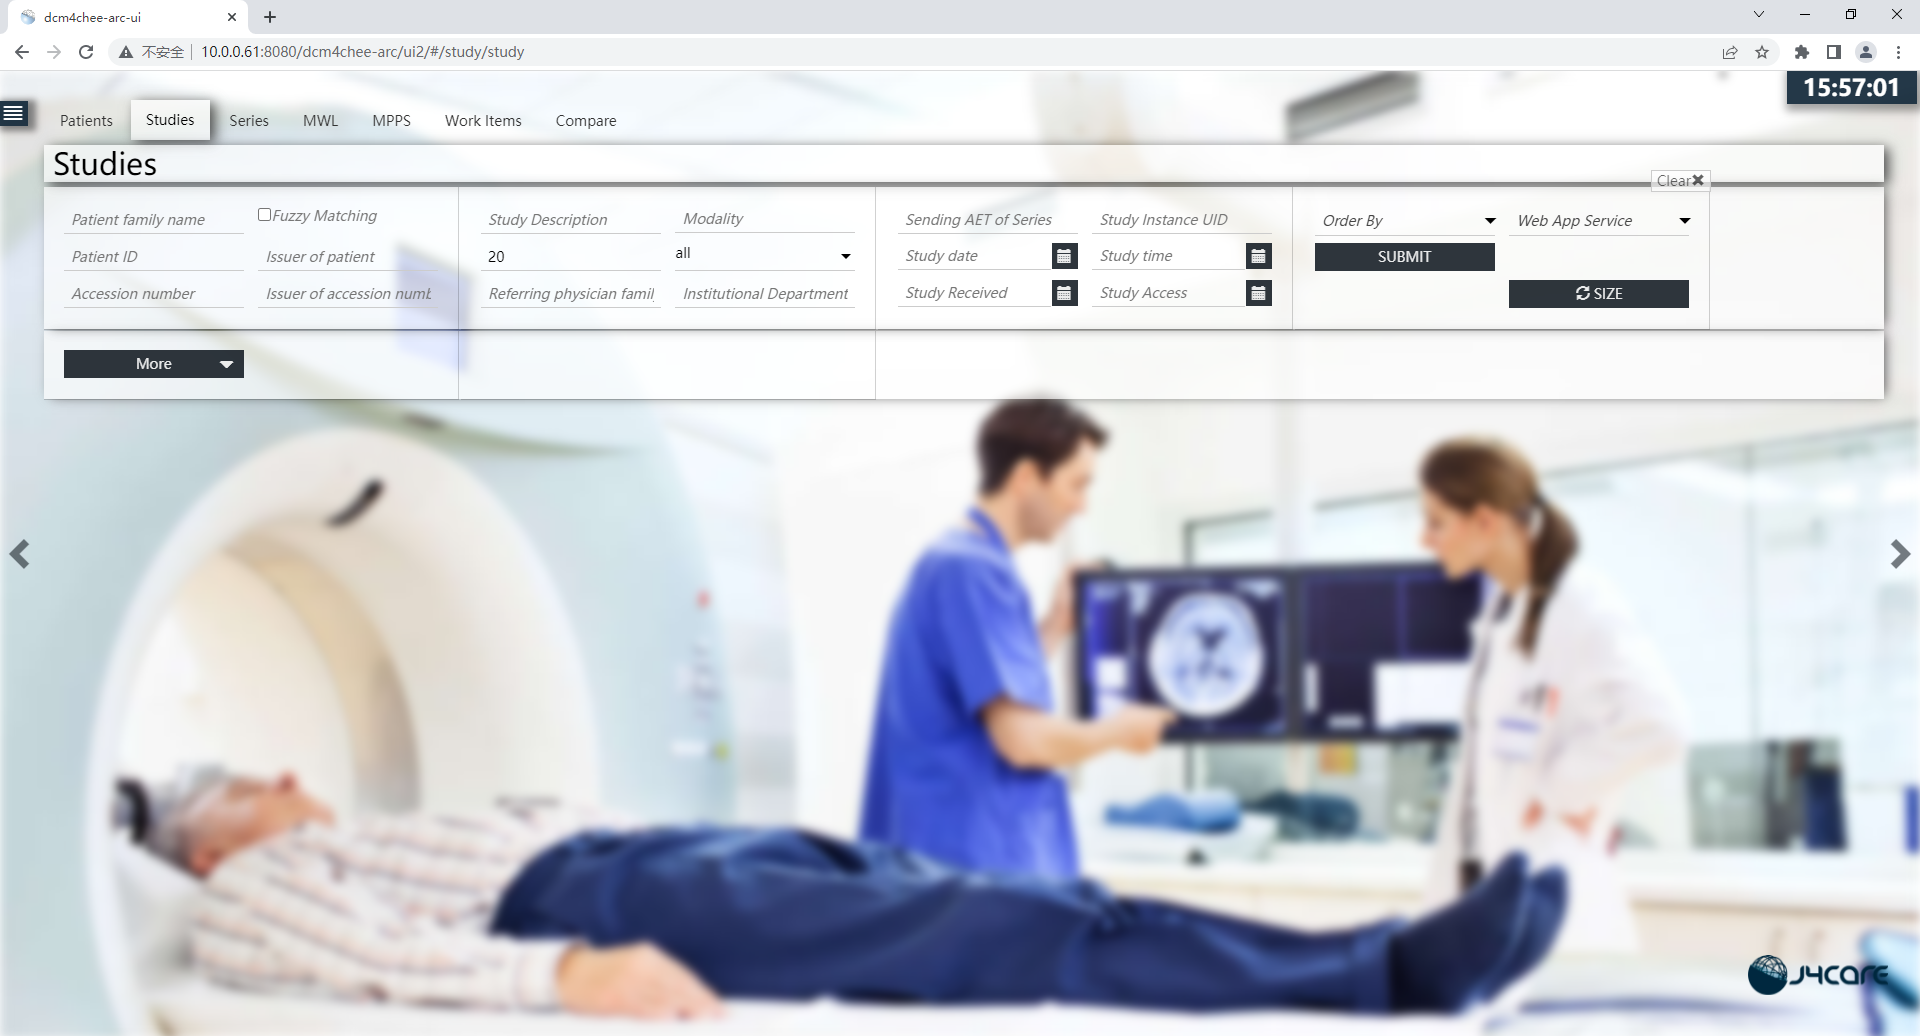 dcm4chee-arc-ui
不安全
10.0.0.61:8080/dcm4chee-arc/ui2/#/study/study
15:57:01
Patients Studies Series MWL MPPS Work Items Compare
Studies
Clear
Patient family name Fuzzy Matching Study Description Modality Sending AET of Series Study Instance UID Order By Web App Service
Patient ID Issuer of patient 20 all Study date Study time SUBMIT
Accession number Issuer of accession numb Referring physician famil Institutional Department Study Received Study Access SIZE
More
J4CARE